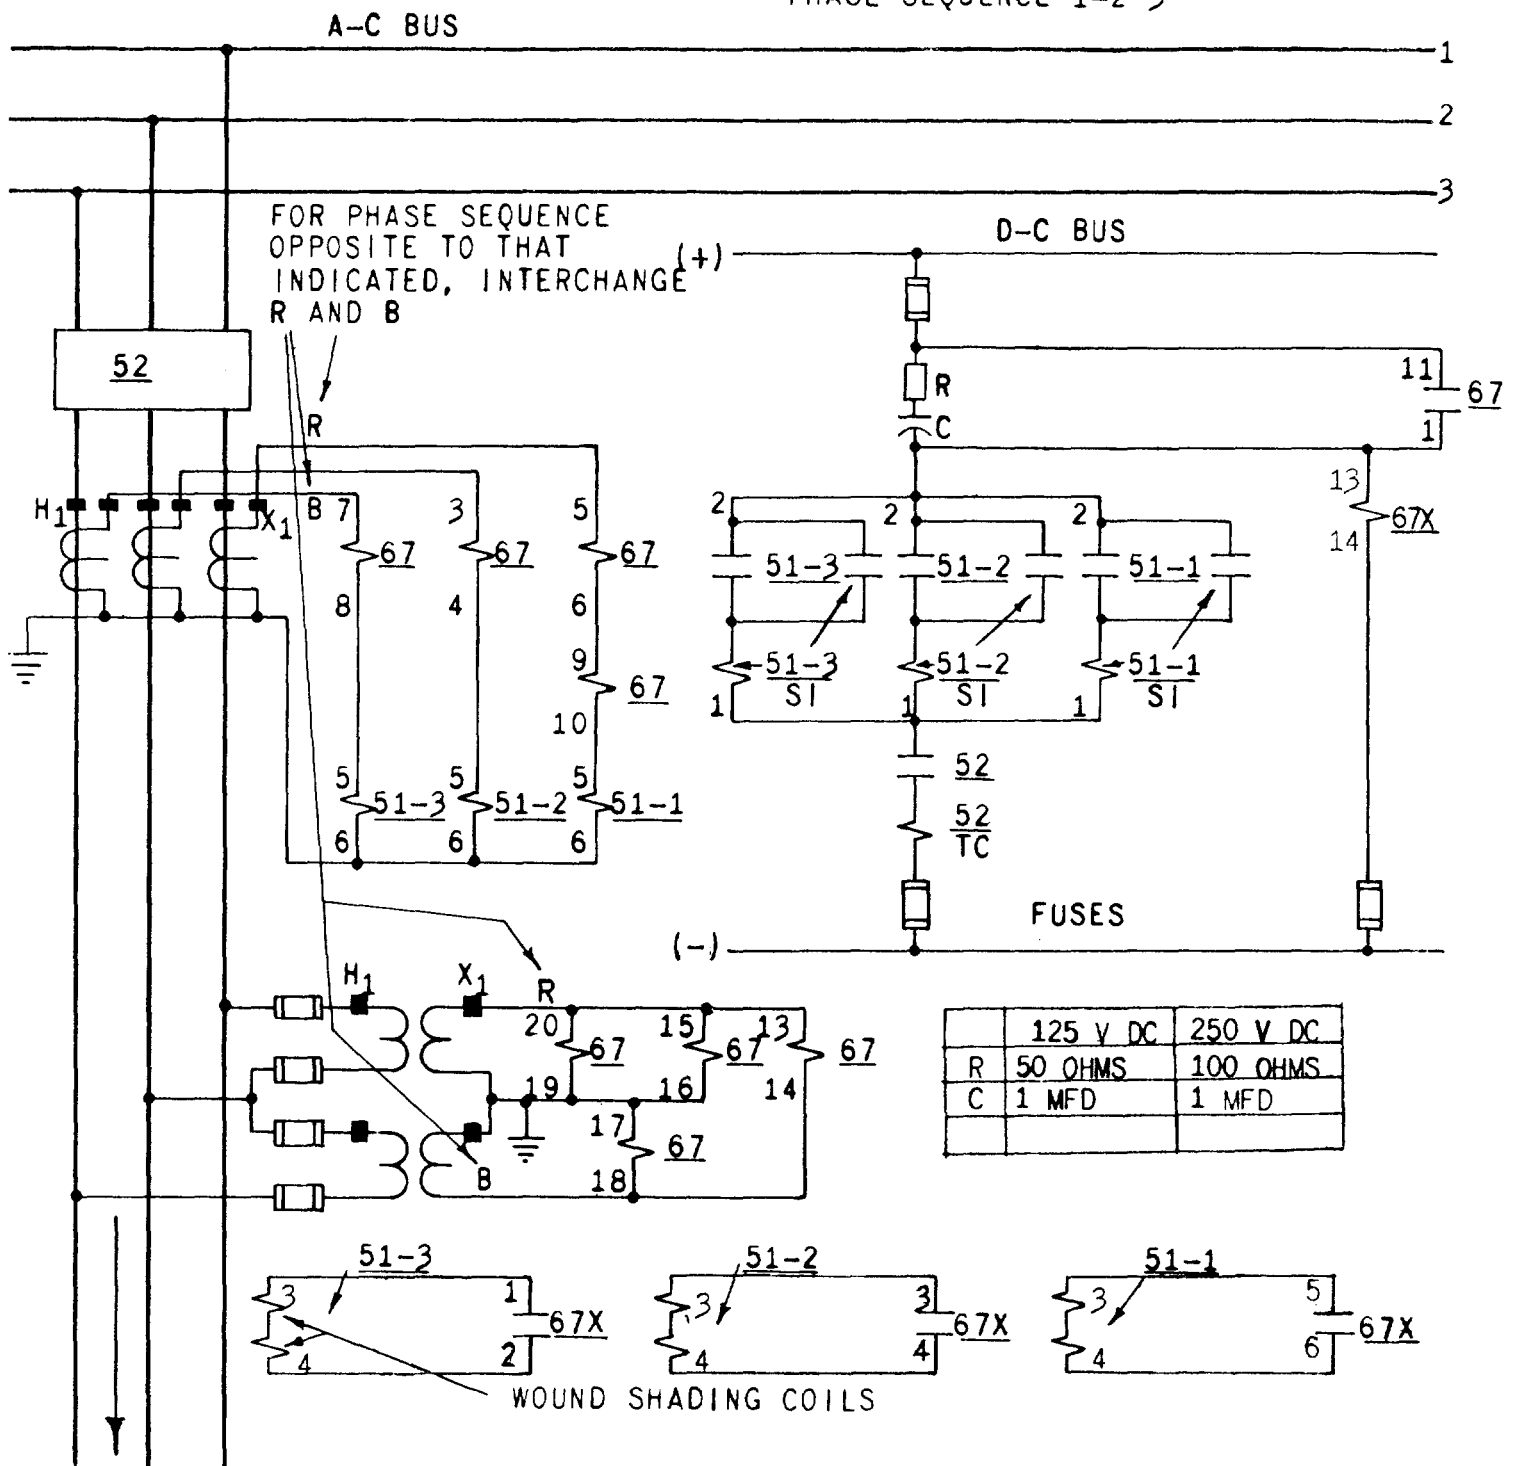 PHASE SEQUENCE 1-2-3
A-C BUS
1
2
3
FOR PHASE SEQUENCE
OPPOSITE TO THAT
INDICATED, INTERCHANGE
R AND B
D-C BUS
(+)
52
R
C
11
67
1
R
B
H1
X1
7
3
5
67
67
67
8
4
6
9
67
10
5
5
5
51-3
51-2
51-1
6
6
6
2
2
2
51-3
51-2
51-1
51-3
SI
51-2
SI
51-1
SI
1
1
1
13
67X
14
52
52
TC
FUSES
(-)
H1
X1
R
20
15
13
67
67
67
19
16
14
17
67
18
B
125 V DC 250 V DC
R 50 OHMS 100 OHMS
C 1 MFD 1 MFD
51-3
3
4
1
67X
2
51-2
3
4
3
67X
4
51-1
3
4
5
67X
6
WOUND SHADING COILS